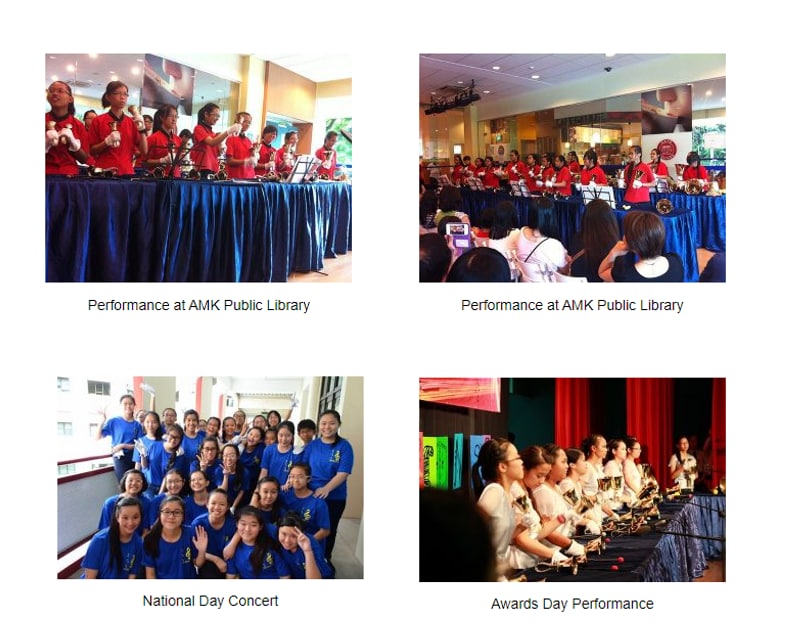 Performance at AMK Public Library
Performance at AMK Public Library
National Day Concert
Awards Day Performance